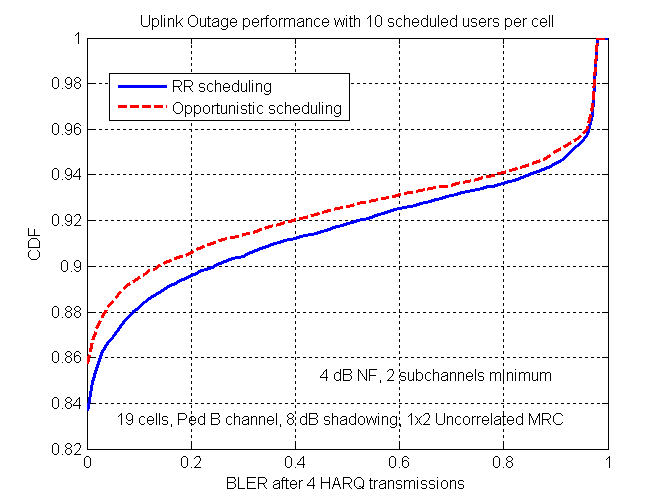 Uplink Outage performance with 10 scheduled users per cell
1
0.98
0.96
0.94
0.92
0.9
0.88
0.86
0.84
0.82
CDF
RR scheduling
Opportunistic scheduling
4 dB NF, 2 subchannels minimum
19 cells, Ped B channel, 8 dB shadowing, 1x2 Uncorrelated MRC
0 0.2 0.4 0.6 0.8 1
BLER after 4 HARQ transmissions